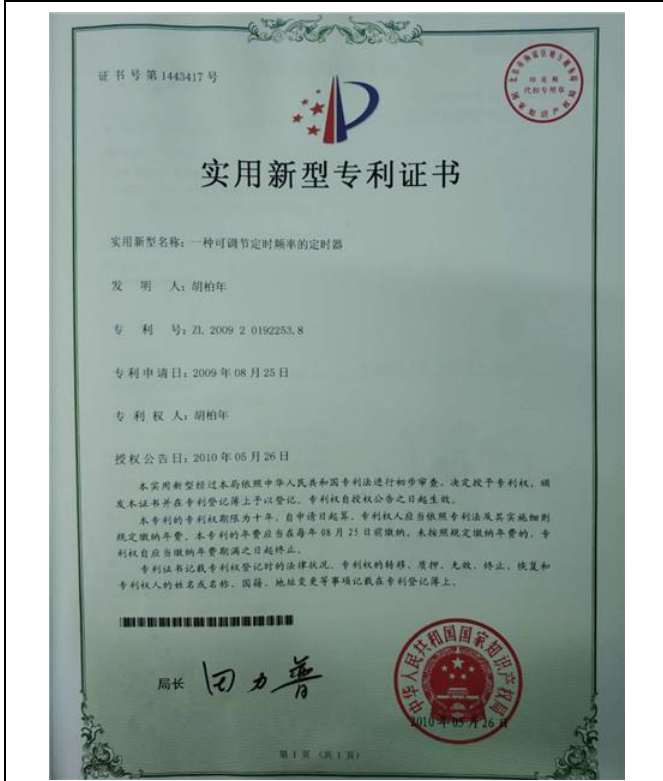 证书号第1443417号
印花税
代扣专用章
实用新型专利证书
实用新型名称：一种可调节定时频率的定时器
发 明 人：胡柏年
专 利 号：ZL 2009 2 0192253.8
专利申请日：2009年08月25日
专 利 权 人：胡柏年
授权公告日：2010年05月26日
本实用新型经过本局依照中华人民共和国专利法进行初步审查，决定授予专利权，颁
发本证书并在专利登记簿上予以登记。专利权自授权公告之日起生效。
本专利的专利权期限为十年，自申请日起算。专利权人应当依照专利法及其实施细则
规定缴纳年费。本专利的年费应当在每年08月25日前缴纳。未按照规定缴纳年费的，专
利权自应当缴纳年费期满之日起终止。
专利证书记载专利权登记时的法律状况。专利权的转移、质押、无效、终止、恢复和
专利权人的姓名或名称、国籍、地址变更等事项记载在专利登记簿上。
局长 田力普
中华人民共和国国家知识产权局
2010年05月26日
第1页（共1页）